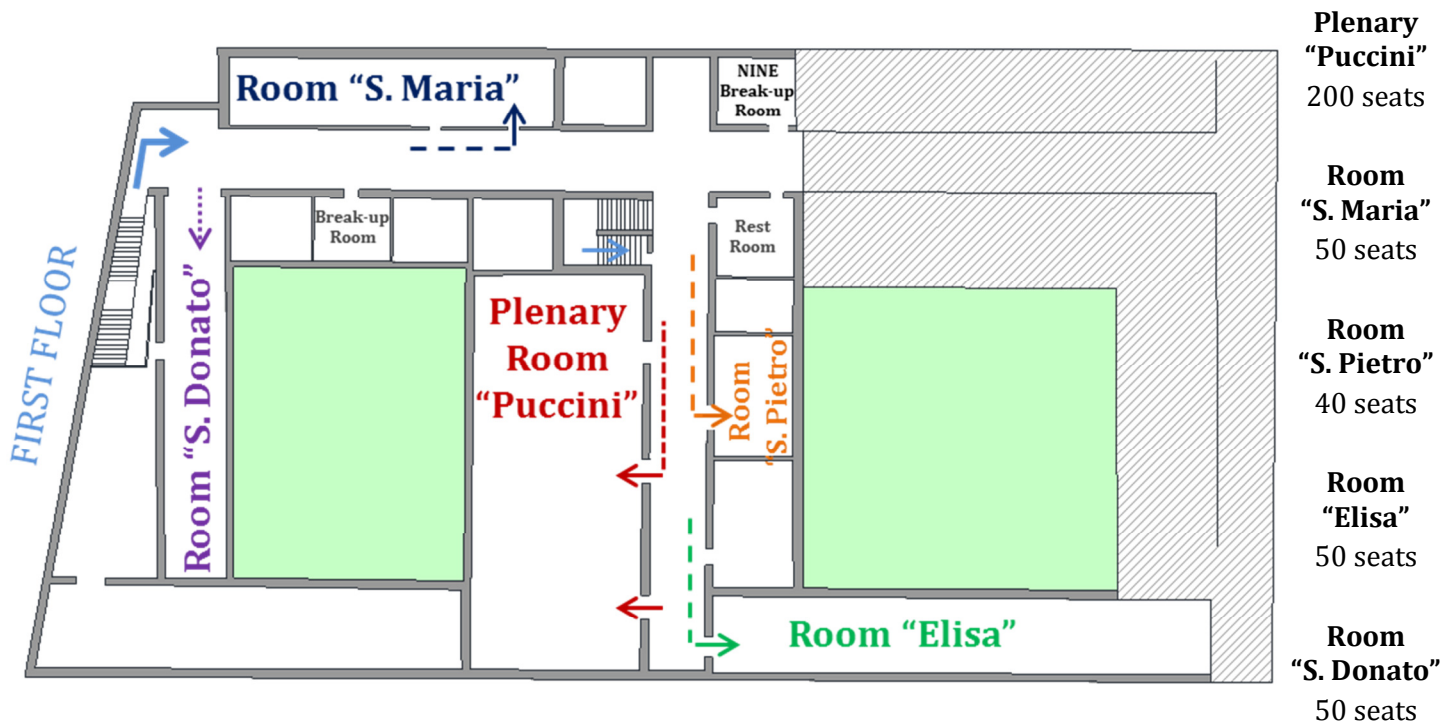 Room “S. Maria”
NINE
Break-up
Room
FIRST FLOOR
Room “S. Donato”
Break-up
Room
Rest
Room
Plenary
Room
“Puccini”
Room
“S. Pietro”
Room “Elisa”
Plenary
“Puccini”
200 seats
Room
“S. Maria”
50 seats
Room
“S. Pietro”
40 seats
Room
“Elisa”
50 seats
Room
“S. Donato”
50 seats